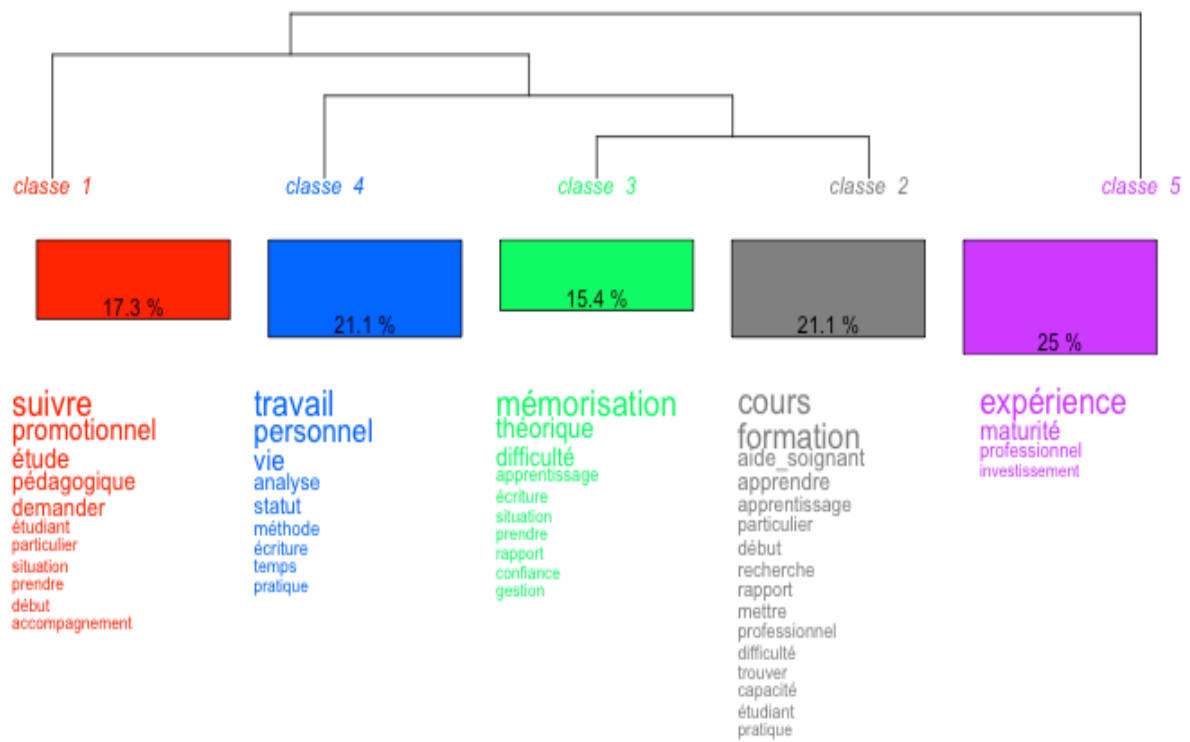 classe 1
classe 4
classe 3
classe 2
classe 5
17.3 %
21.1 %
15.4 %
21.1 %
25 %
suivre
promotionnel
étude
pédagogique
demander
étudiant
particulier
situation
prendre
début
accompagnement
travail
personnel
vie
analyse
statut
méthode
écriture
temps
pratique
mémorisation
théorique
difficulté
apprentissage
écriture
situation
prendre
rapport
confiance
gestion
cours
formation
aide_soignant
apprendre
apprentissage
particulier
début
recherche
rapport
mettre
professionnel
difficulté
trouver
capacité
étudiant
pratique
expérience
maturité
professionnel
investissement